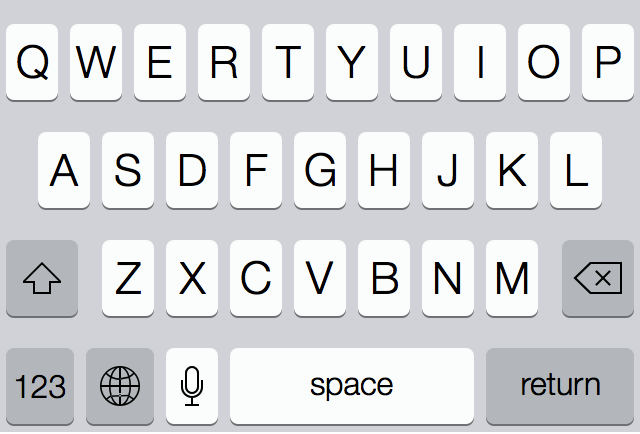 Q W E R T Y U I O P
A S D F G H J K L
Z X C V B N M
123 space return